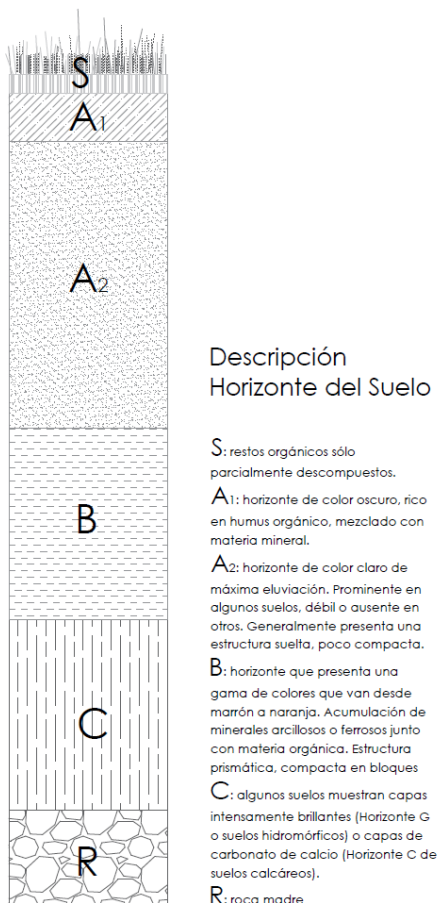 S
A1
A2
B
C
R
Descripción
Horizonte del Suelo
S: restos orgánicos sólo
parcialmente descompuestos.
A1: horizonte de color oscuro, rico
en humus orgánico, mezclado con
materia mineral.
A2: horizonte de color claro de
máxima eluviación. Prominente en
algunos suelos, débil o ausente en
otros. Generalmente presenta una
estructura suelta, poco compacta.
B: horizonte que presenta una
gama de colores que van desde
marrón a naranja. Acumulación de
minerales arcillosos o ferrosos junto
con materia orgánica. Estructura
prismática, compacta en bloques
C: algunos suelos muestran capas
intensamente brillantes (Horizonte G
o suelos hidromórficos) o capas de
carbonato de calcio (Horizonte C de
suelos calcáreos).
R: roca madre